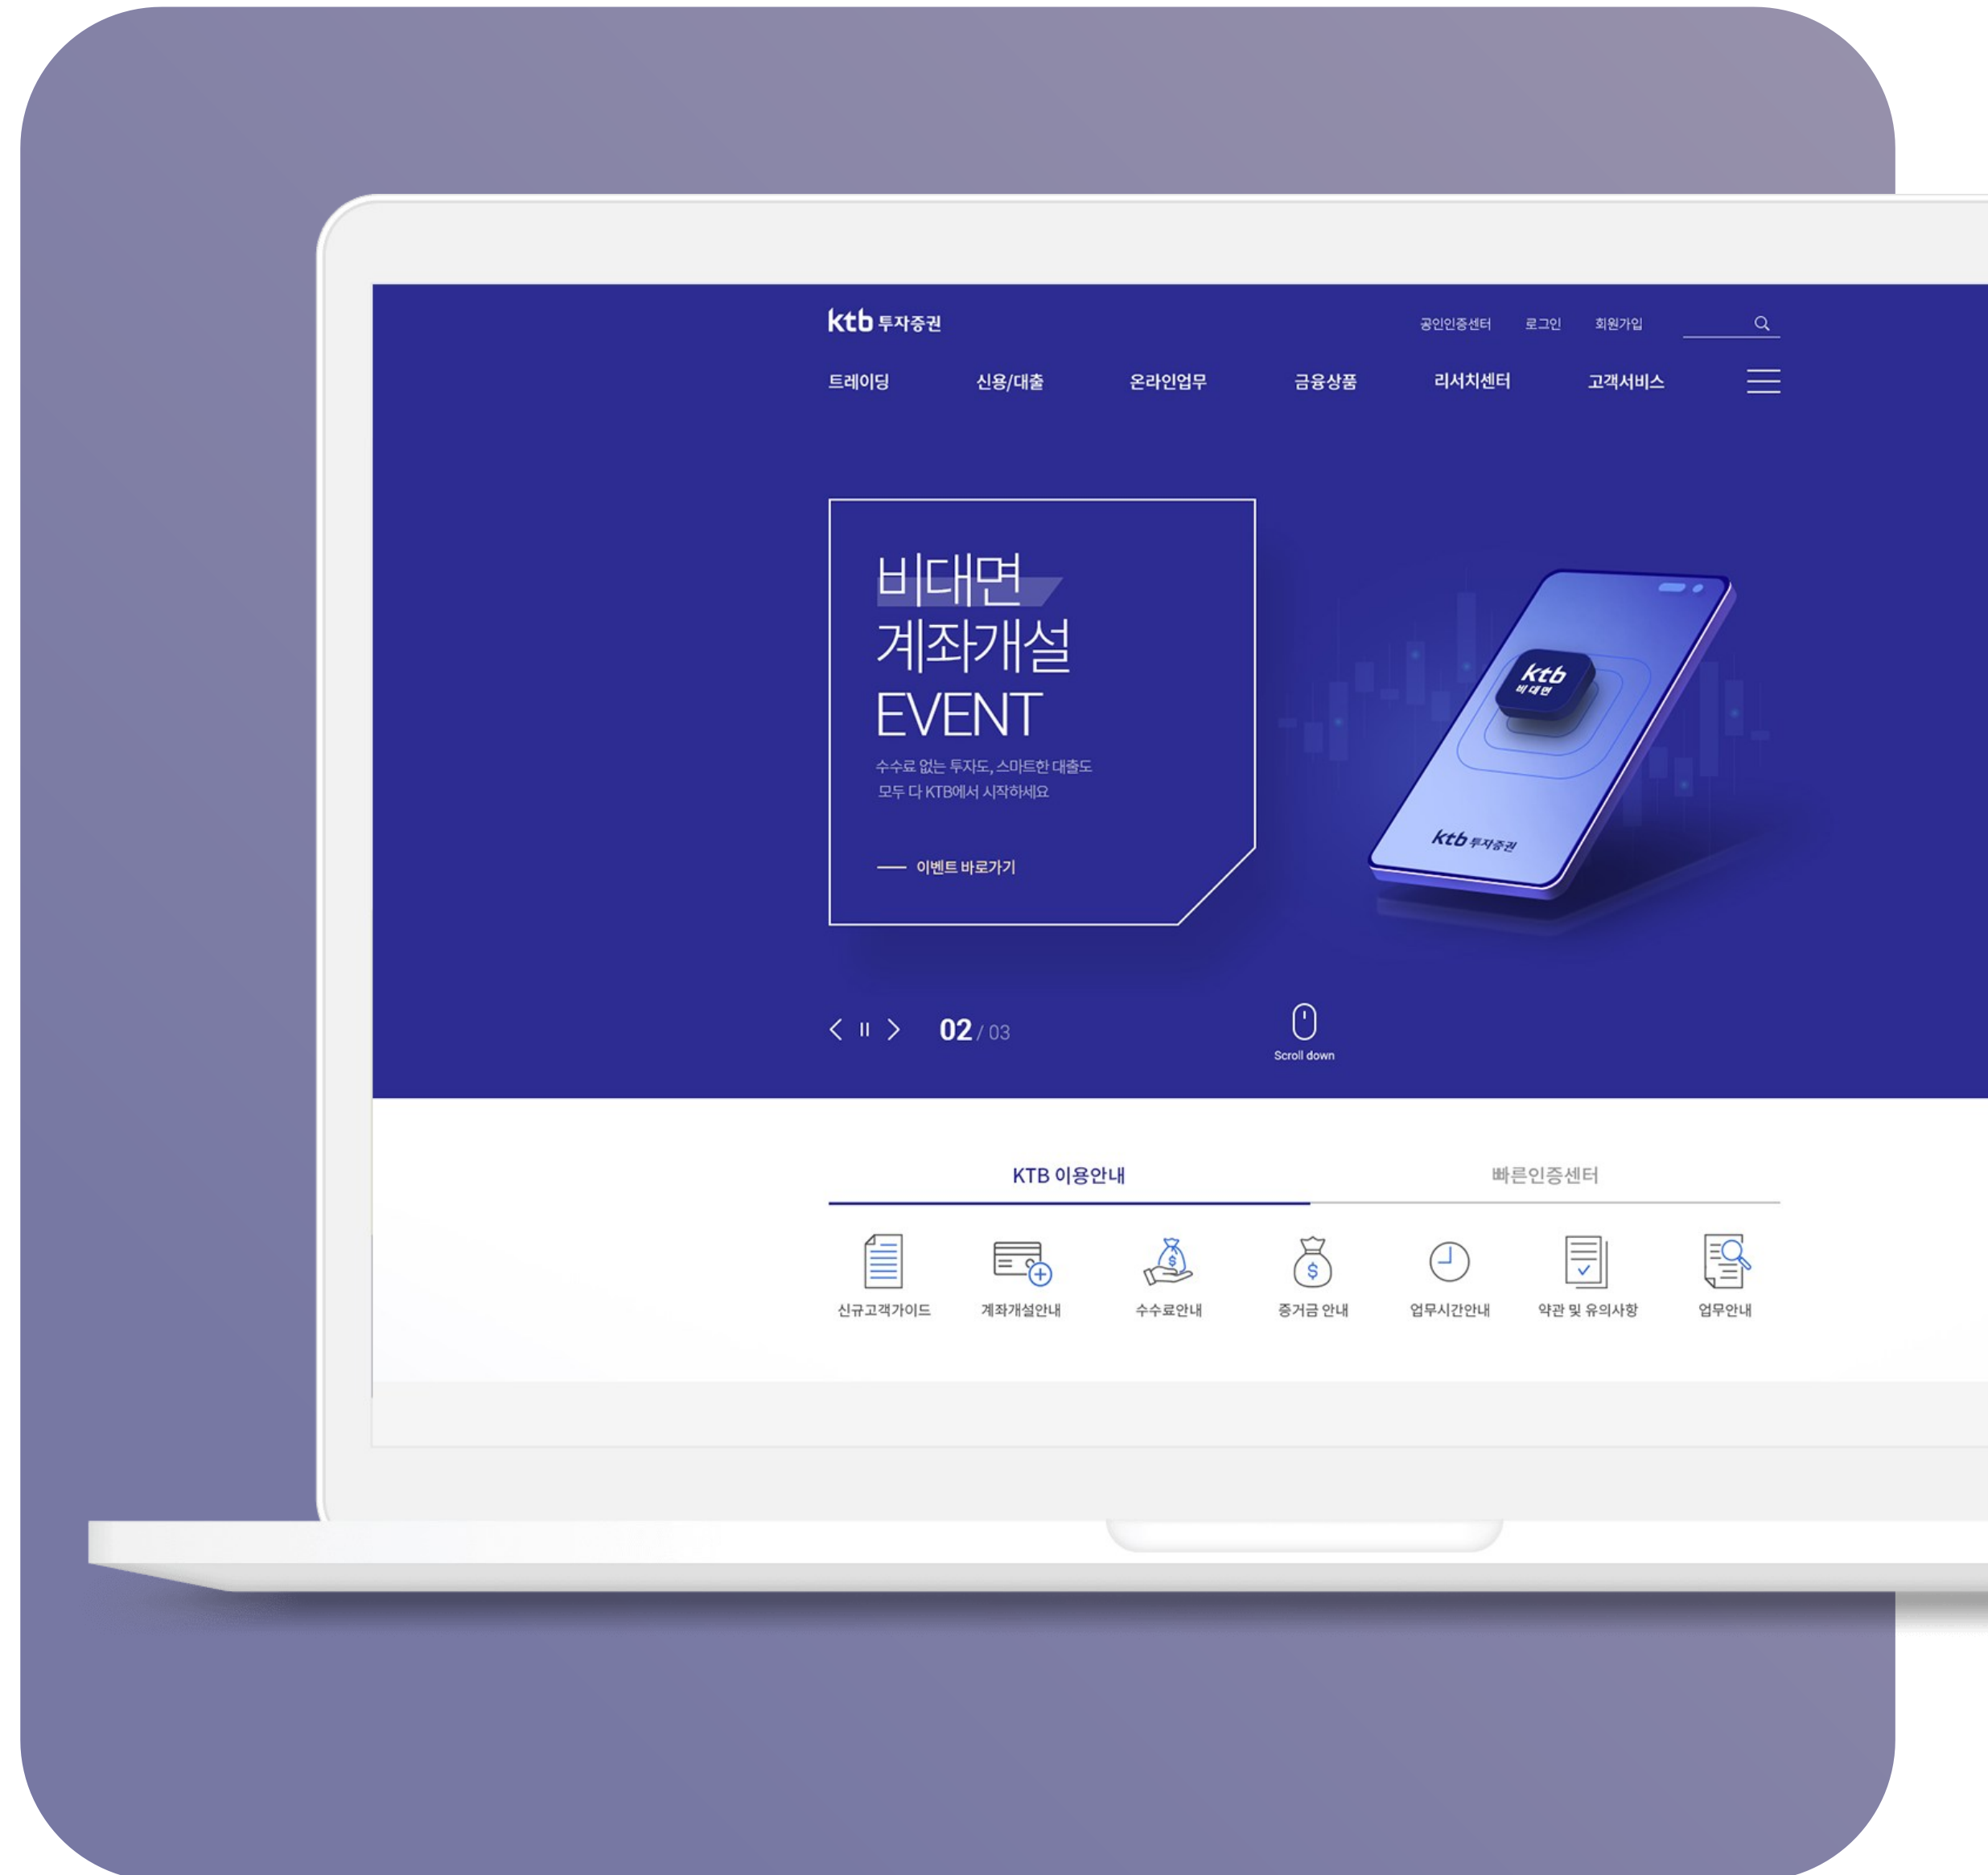 ktb 투자증권
공인인증센터 로그인 회원가입
트레이딩 신용/대출 온라인업무 금융상품 리서치센터 고객서비스
비대면
계좌개설
EVENT
수수료 없는 투자도, 스마트한 대출도
모두 다 KTB에서 시작하세요
이벤트 바로가기
ktb
비대면
ktb 투자증권
02 / 03
Scroll down
KTB 이용안내 빠른인증센터
신규고객가이드 계좌개설안내 수수료안내 증거금 안내 업무시간안내 약관 및 유의사항 업무안내